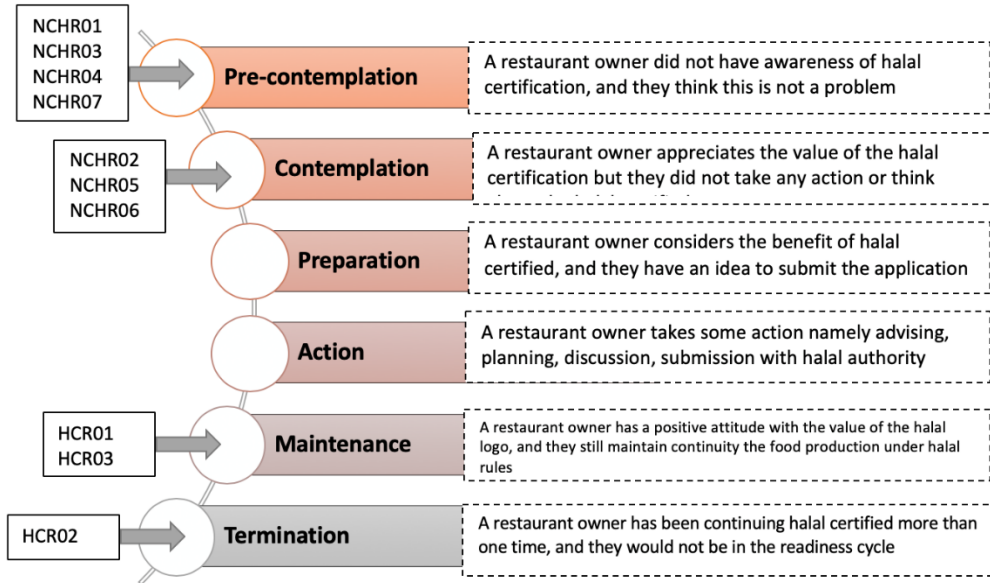 NCHR01
NCHR03
NCHR04
NCHR07
Pre-contemplation
A restaurant owner did not have awareness of halal
certification, and they think this is not a problem
NCHR02
NCHR05
NCHR06
Contemplation
A restaurant owner appreciates the value of the halal
certification but they did not take any action or think
Preparation
A restaurant owner considers the benefit of halal
certified, and they have an idea to submit the application
Action
A restaurant owner takes some action namely advising,
planning, discussion, submission with halal authority
HCR01
HCR03
Maintenance
A restaurant owner has a positive attitude with the value of the halal
logo, and they still maintain continuity the food production under halal
rules
HCR02
Termination
A restaurant owner has been continuing halal certified more than
one time, and they would not be in the readiness cycle